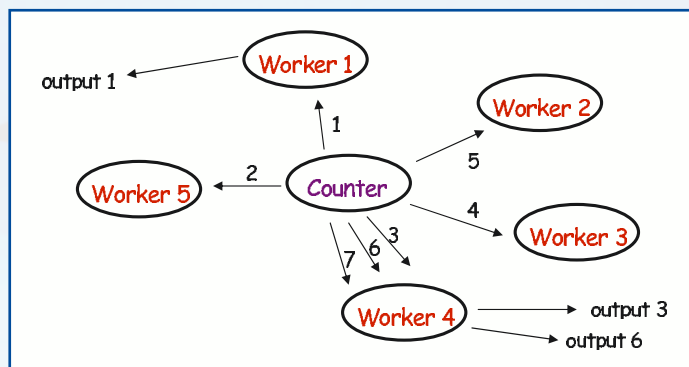 Worker 1
output 1
Worker 2
1
5
2
Worker 5
Counter
4
3
Worker 3
6
7
Worker 4
output 3
output 6